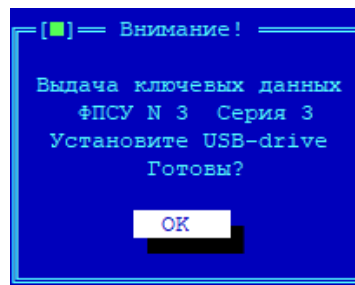 Внимание!
Выдача ключевых данных
ФПСУ N 3 Серия 3
Установите USB-drive
Готовы?
OK